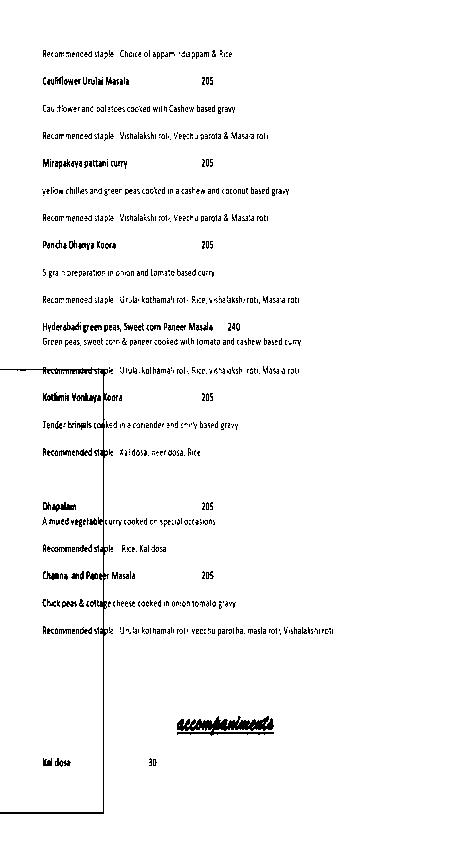 Recommended staple Choice of appam idiappam & Rice
Cauliflower Urulai Masala 205
Cauliflower and potatoes cooked with Cashew based gravy
Recommended staple Vishalakshi roti, Veechu parota & Masala roti
Mirapakaya pattani curry 205
yellow chillies and green peas cooked in a cashew and coconut based gravy
Recommended staple Vishalakshi roti, Veechu parota & Masala roti
Pancha Dhanya Koora 205
5 grain preparation in onion and tomato based curry
Recommended staple Urulai kothamali roti Rice, vishalakshi roti, Masala roti
Hyderabadi green peas, Sweet corn Paneer Masala 240
Green peas, sweet corn & paneer cooked with tomato and cashew based curry
Recommended staple Urulai kothamali roti, Rice, vishalakshi roti, Masala roti
Kothmir Vonkaya Koora 205
Tender brinjals cooked in a coriander and chilly based gravy
Recommended staple Kal dosa, neer dosa, Rice
Dhapalam 205
A mixed vegetable curry cooked on special occasions
Recommended staple Rice, Kal dosa
Channa and Paneer Masala 205
Chick peas & cottage cheese cooked in onion tomato gravy
Recommended staple Urulai kothamali roti, veechu parotha, masla roti, Vishalakshi roti
accompaniments
Kal dosa 30